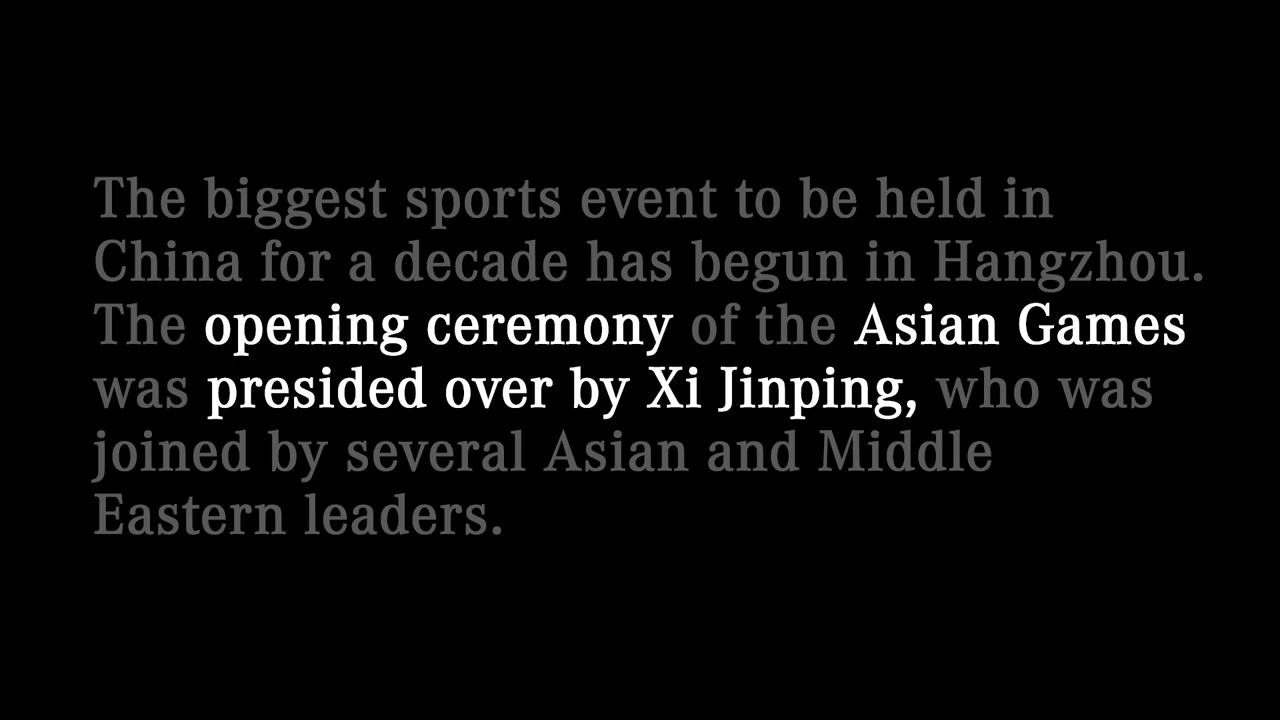 The biggest sports event to be held in
China for a decade has begun in Hangzhou.
The opening ceremony of the Asian Games
was presided over by Xi Jinping, who was
joined by several Asian and Middle
Eastern leaders.